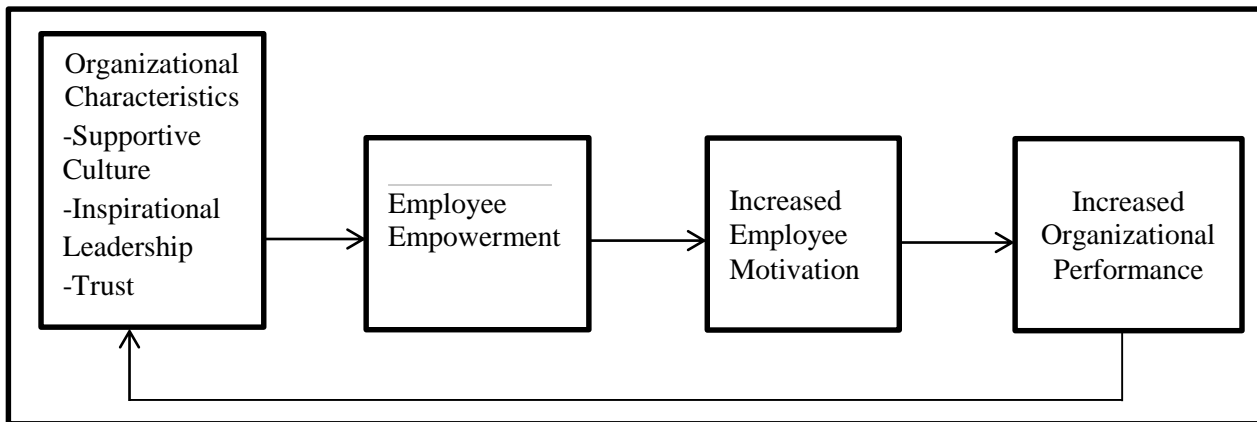 Organizational
Characteristics
-Supportive
Culture
-Inspirational
Leadership
-Trust
Employee
Empowerment
Increased
Employee
Motivation
Increased
Organizational
Performance